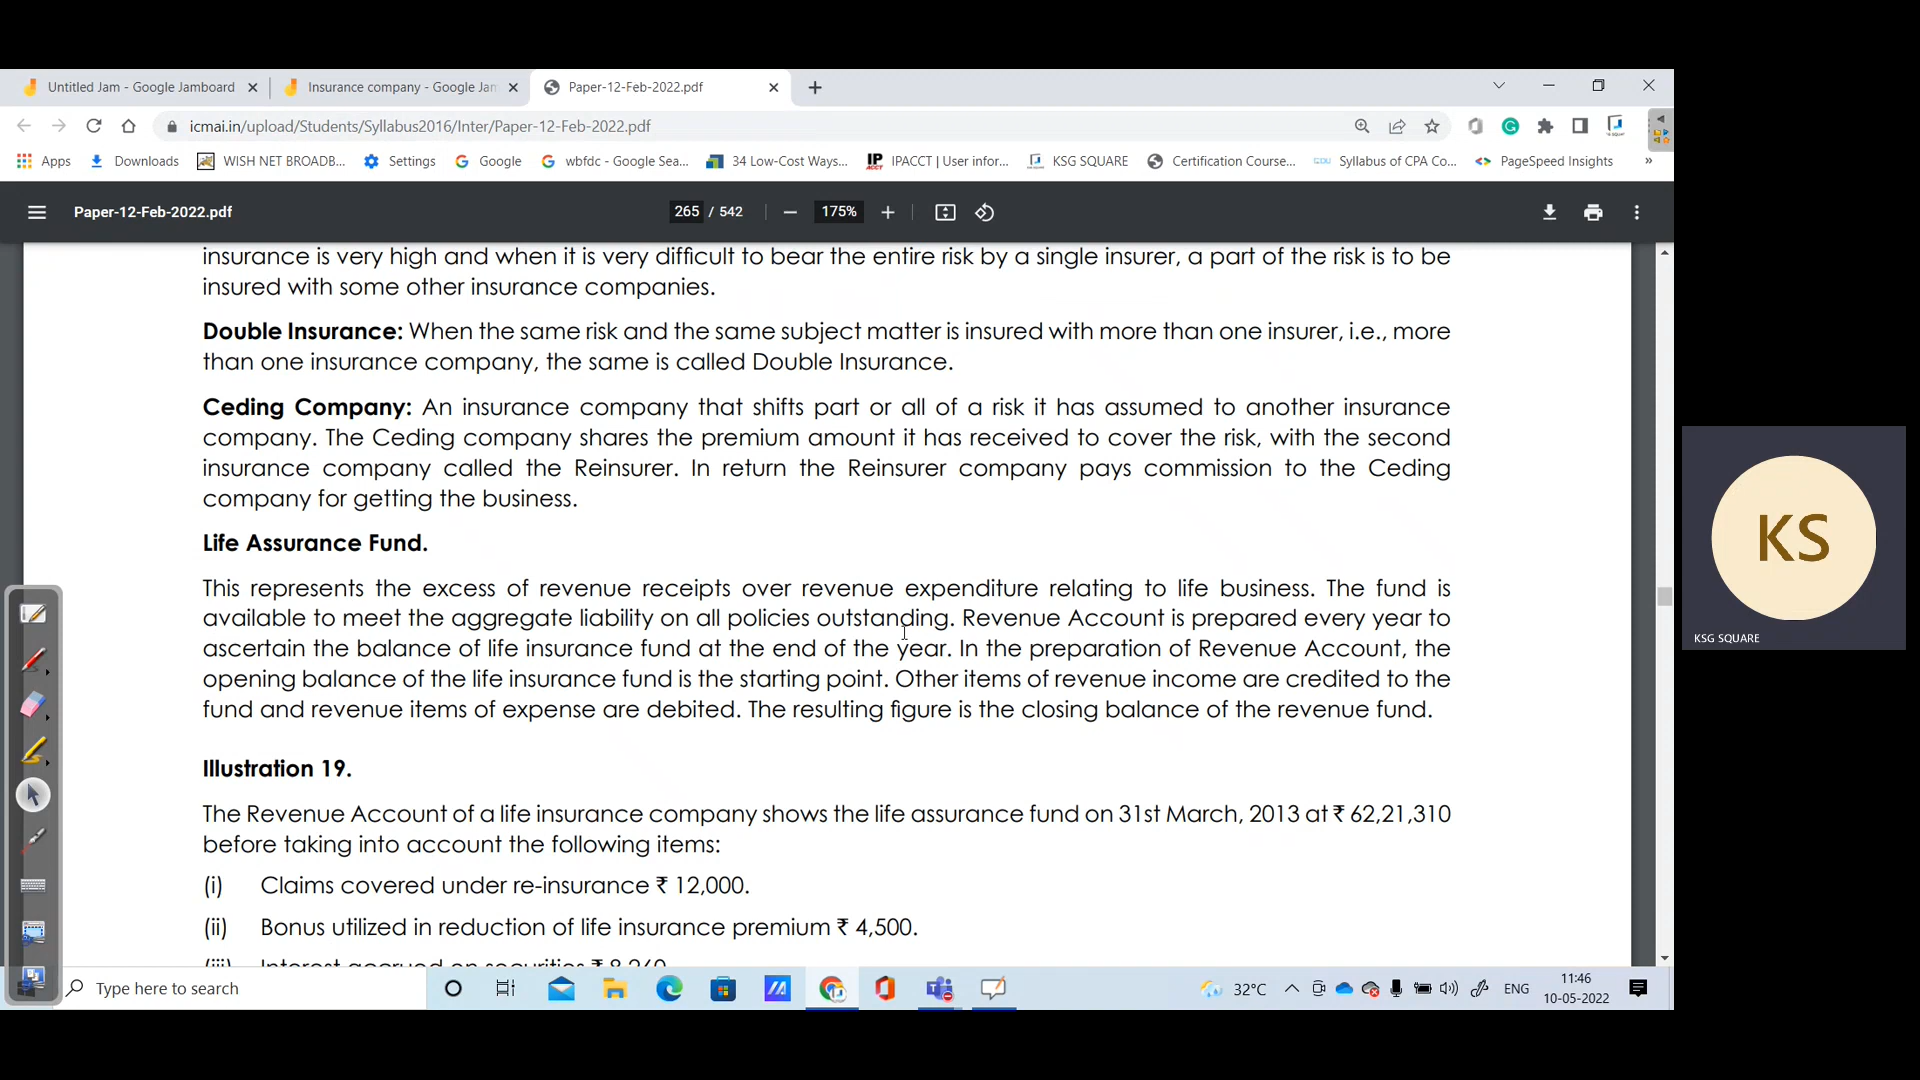 Untitled Jam - Google Jamboard
Insurance company - Google Jam
Paper-12-Feb-2022.pdf
icmai.in/upload/Students/Syllabus2016/Inter/Paper-12-Feb-2022.pdf
Apps Downloads WISH NET BROADB... Settings Google wbfdc - Google Sea... 34 Low-Cost Ways... IPACCT | User infor... KSG SQUARE Certification Course... Syllabus of CPA Co... PageSpeed Insights »
Paper-12-Feb-2022.pdf 265 / 542 175%
insurance is very high and when it is very difficult to bear the entire risk by a single insurer, a part of the risk is to be
insured with some other insurance companies.
Double Insurance: When the same risk and the same subject matter is insured with more than one insurer, i.e., more
than one insurance company, the same is called Double Insurance.
Ceding Company: An insurance company that shifts part or all of a risk it has assumed to another insurance
company. The Ceding company shares the premium amount it has received to cover the risk, with the second
insurance company called the Reinsurer. In return the Reinsurer company pays commission to the Ceding
company for getting the business.
Life Assurance Fund.
This represents the excess of revenue receipts over revenue expenditure relating to life business. The fund is
available to meet the aggregate liability on all policies outstanding. Revenue Account is prepared every year to
ascertain the balance of life insurance fund at the end of the year. In the preparation of Revenue Account, the
opening balance of the life insurance fund is the starting point. Other items of revenue income are credited to the
fund and revenue items of expense are debited. The resulting figure is the closing balance of the revenue fund.
Illustration 19.
The Revenue Account of a life insurance company shows the life assurance fund on 31st March, 2013 at ₹ 62,21,310
before taking into account the following items:
(i) Claims covered under re-insurance ₹ 12,000.
(ii) Bonus utilized in reduction of life insurance premium ₹ 4,500.
(iii) Interest accrued on securities ₹ 8,260.
Type here to search
32°C ENG 11:46
10-05-2022
KS
KSG SQUARE